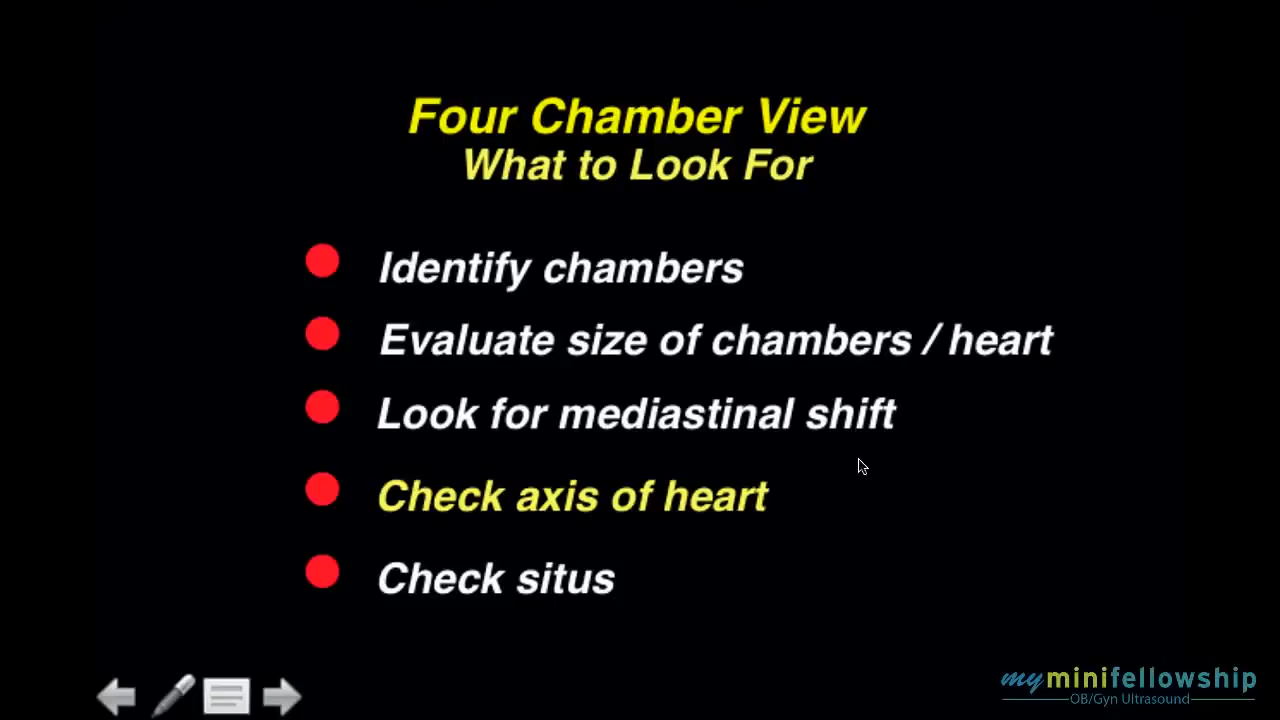 Four Chamber View
What to Look For
Identify chambers
Evaluate size of chambers / heart
Look for mediastinal shift
Check axis of heart
Check situs
myminifellowship
OB/Gyn Ultrasound